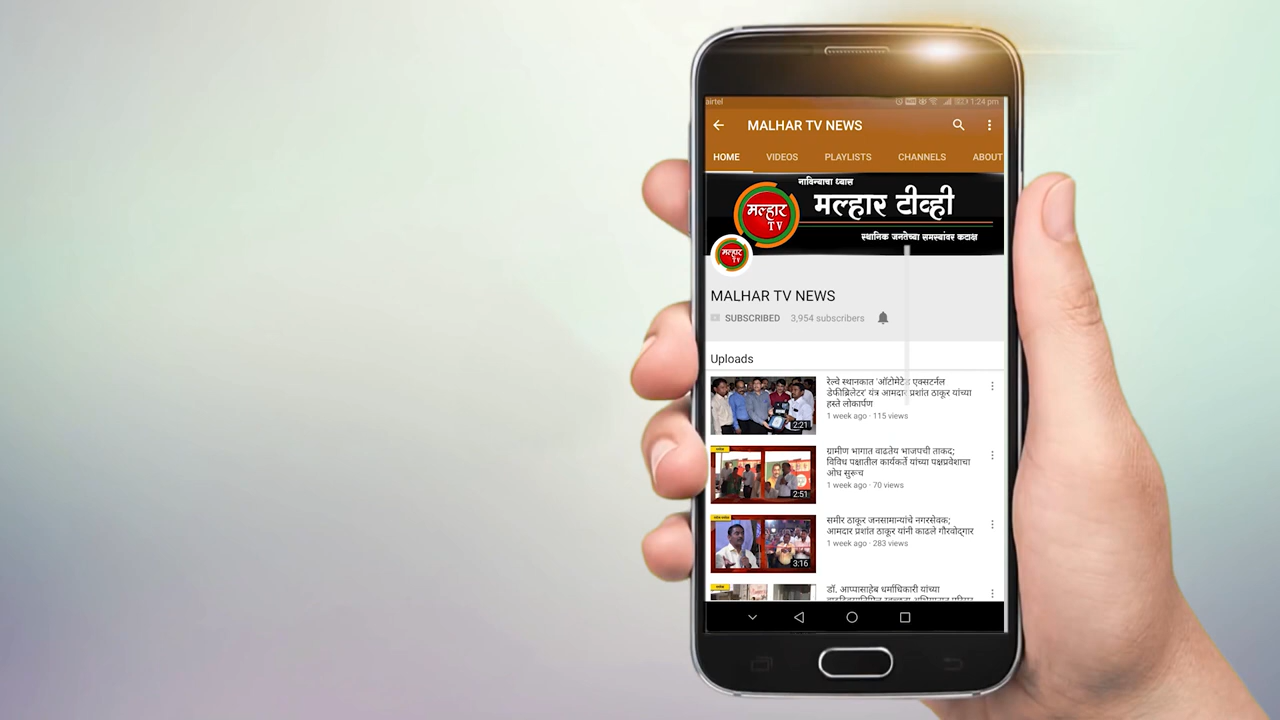 airtel 1:24 pm
MALHAR TV NEWS
HOME VIDEOS PLAYLISTS CHANNELS ABOUT
नाविन्याचा ध्यास
मल्हार टीव्ही
मल्हार
TV
स्थानिक जनतेच्या समस्यांवर कटाक्ष
मल्हार
TV
MALHAR TV NEWS
SUBSCRIBED 3,954 subscribers
Uploads
रेल्वे स्थानकात 'ऑटोमेटेड एक्सटर्नल
डेफीब्रिलेटर' यंत्र आमदार प्रशांत ठाकूर यांच्या
हस्ते लोकार्पण
1 week ago · 115 views
2:21
ग्रामीण भागात वाढतेय भाजपची ताकद;
विविध पक्षातील कार्यकर्ते यांच्या पक्षप्रवेशाचा
ओघ सुरूच
1 week ago · 70 views
2:51
समीर ठाकूर जनसामान्यांचे नगरसेवक;
आमदार प्रशांत ठाकूर यांनी काढले गौरवोद्गार
1 week ago · 283 views
3:16
डॉ. आप्पासाहेब धर्माधिकारी यांच्या